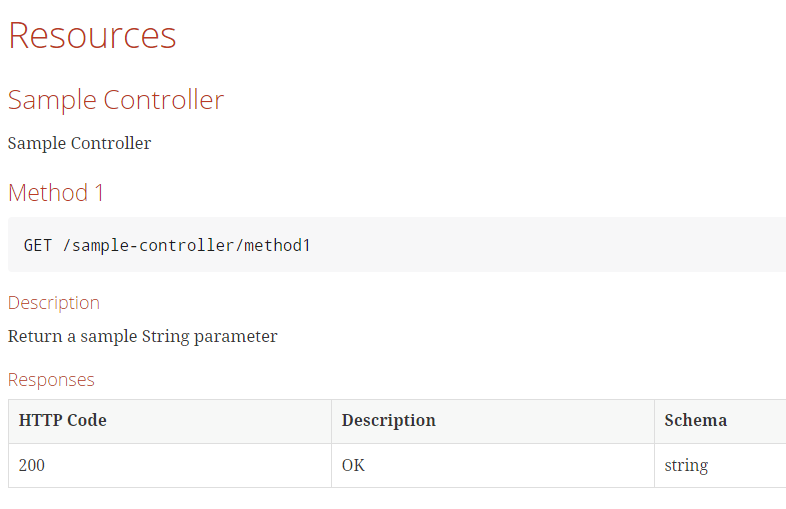 Resources
Sample Controller
Sample Controller
Method 1
GET /sample-controller/method1
Description
Return a sample String parameter
Responses
HTTP Code Description Schema
200 OK string